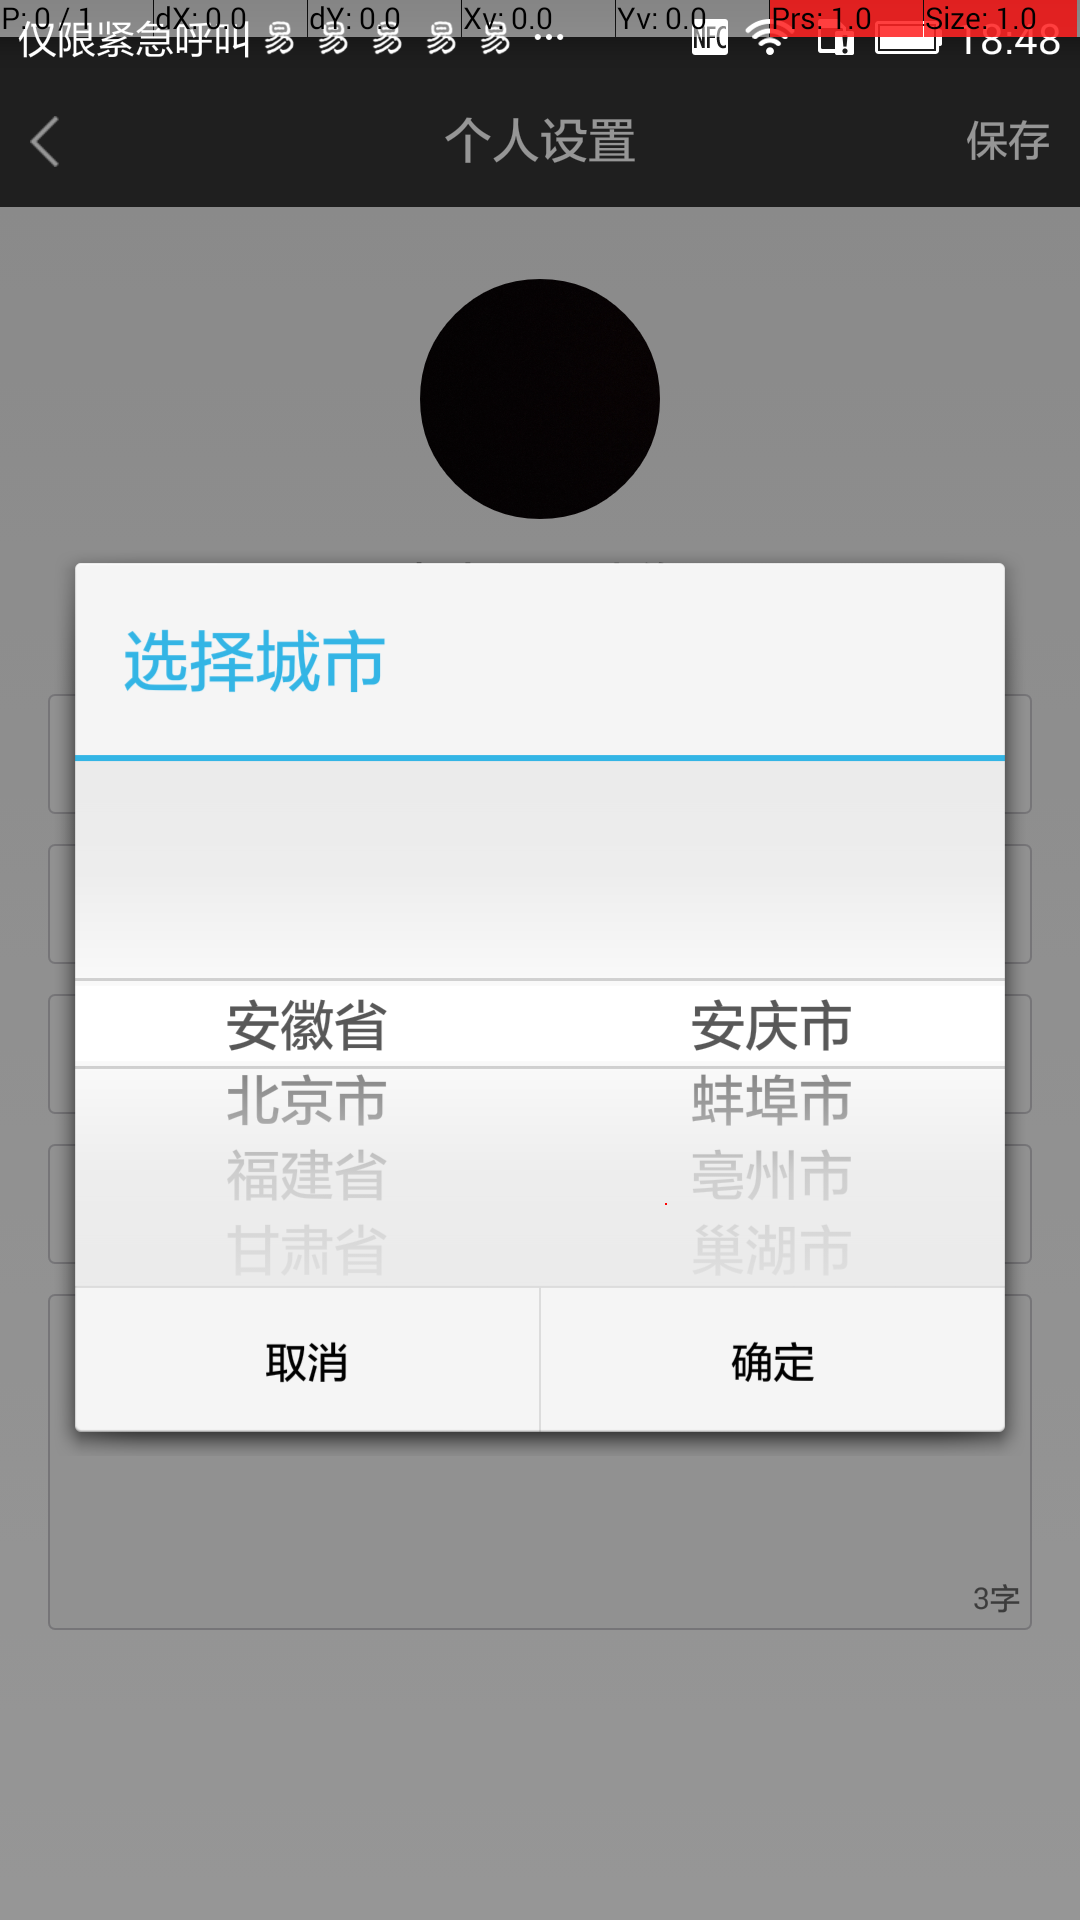 P: 0 / 1 dX: 0.0 dY: 0.0 Xv: 0.0 Yv: 0.0 Prs: 1.0 Size: 1.0
仅限紧急呼叫 易 易 易 易 易 ... NFC 18:48
个人设置 保存
选择城市
安徽省 安庆市
北京市 蚌埠市
福建省 亳州市
甘肃省 巢湖市
取消 确定
3字